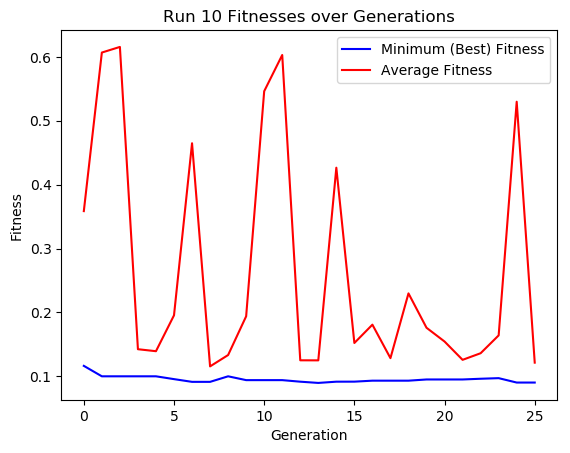 Run 10 Fitnesses over Generations
Minimum (Best) Fitness
Average Fitness
0.6
0.5
0.4
0.3
0.2
0.1
Fitness
0 5 10 15 20 25
Generation